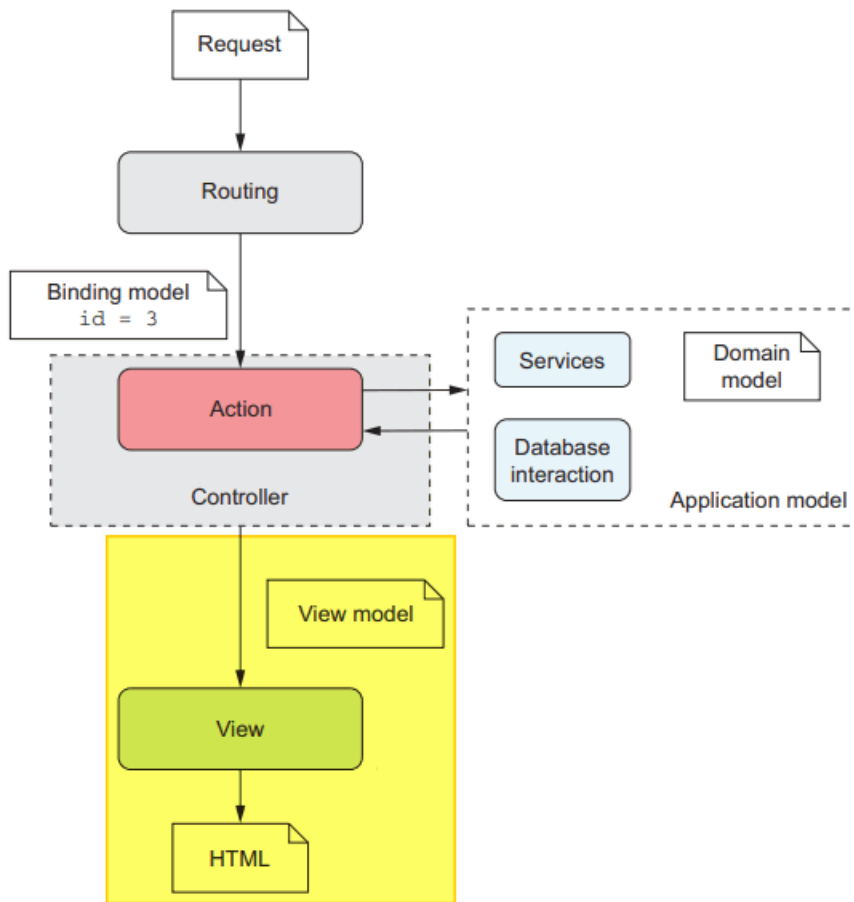 Request
Routing
Binding model
id = 3
Action
Controller
Services
Domain
model
Database
interaction
Application model
View model
View
HTML